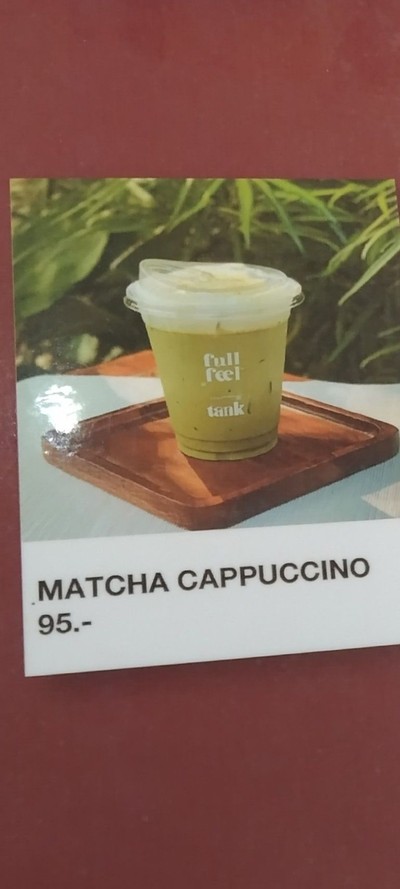 full
feel
tank
MATCHA CAPPUCCINO
95.-